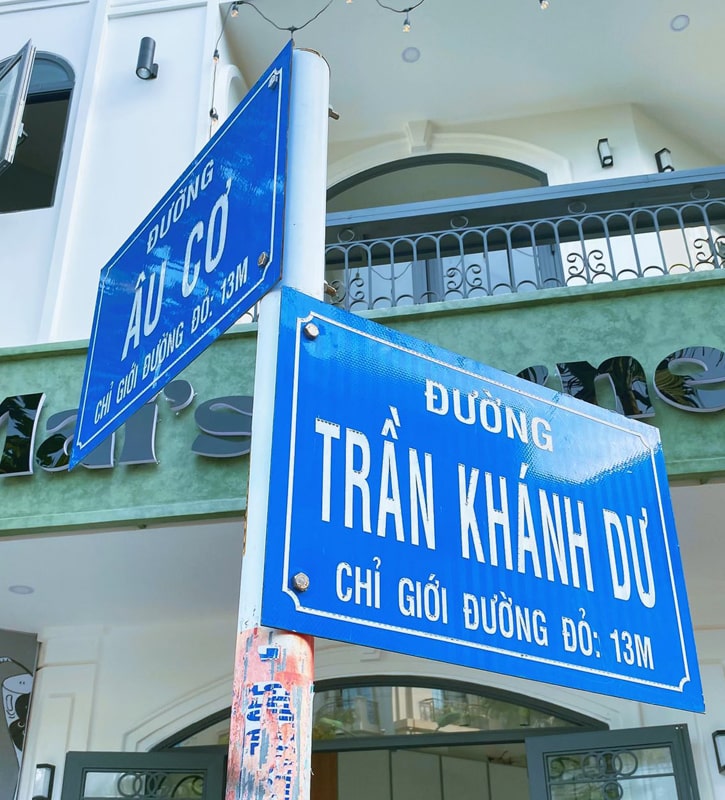 ĐƯỜNG
ÂU CƠ
CHỈ GIỚI ĐƯỜNG ĐỎ: 13M
ĐƯỜNG
TRẦN KHÁNH DƯ
CHỈ GIỚI ĐƯỜNG ĐỎ: 13M